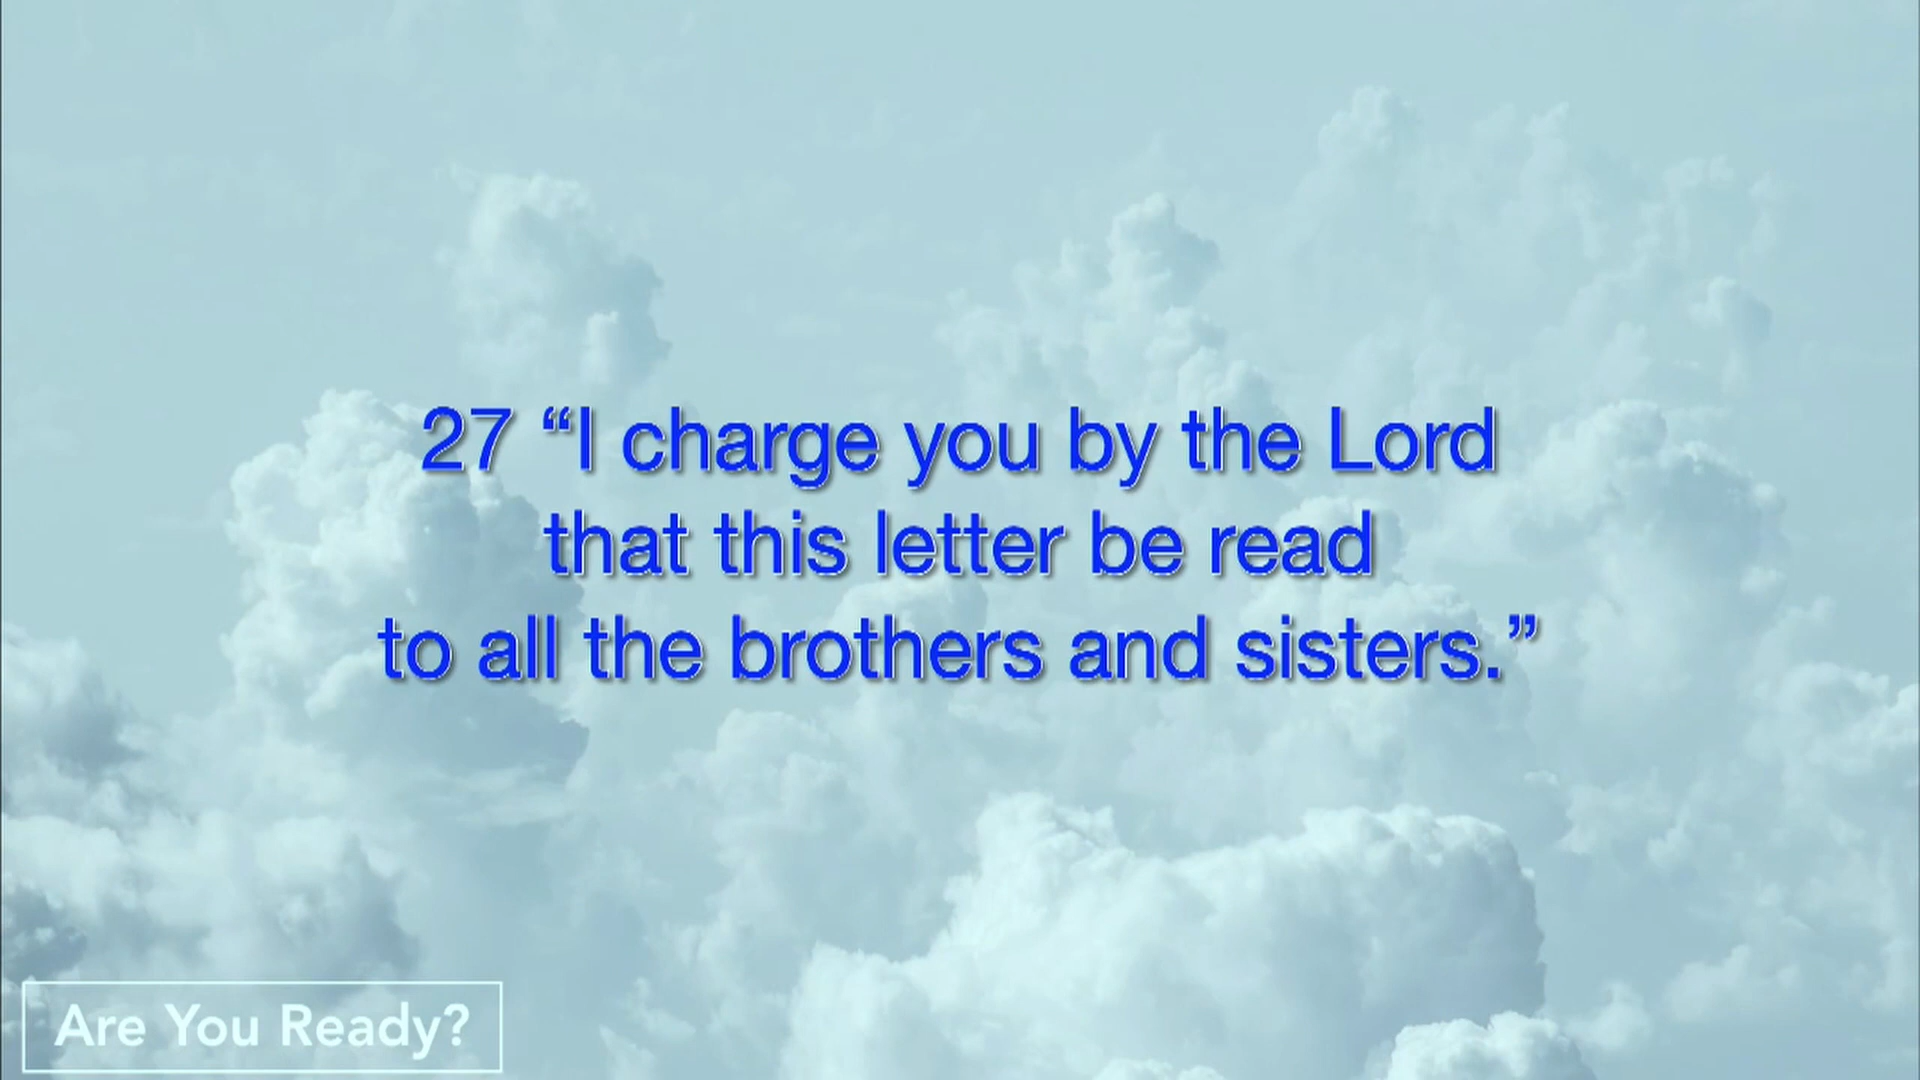 27 “I charge you by the Lord
that this letter be read
to all the brothers and sisters.”
Are You Ready?